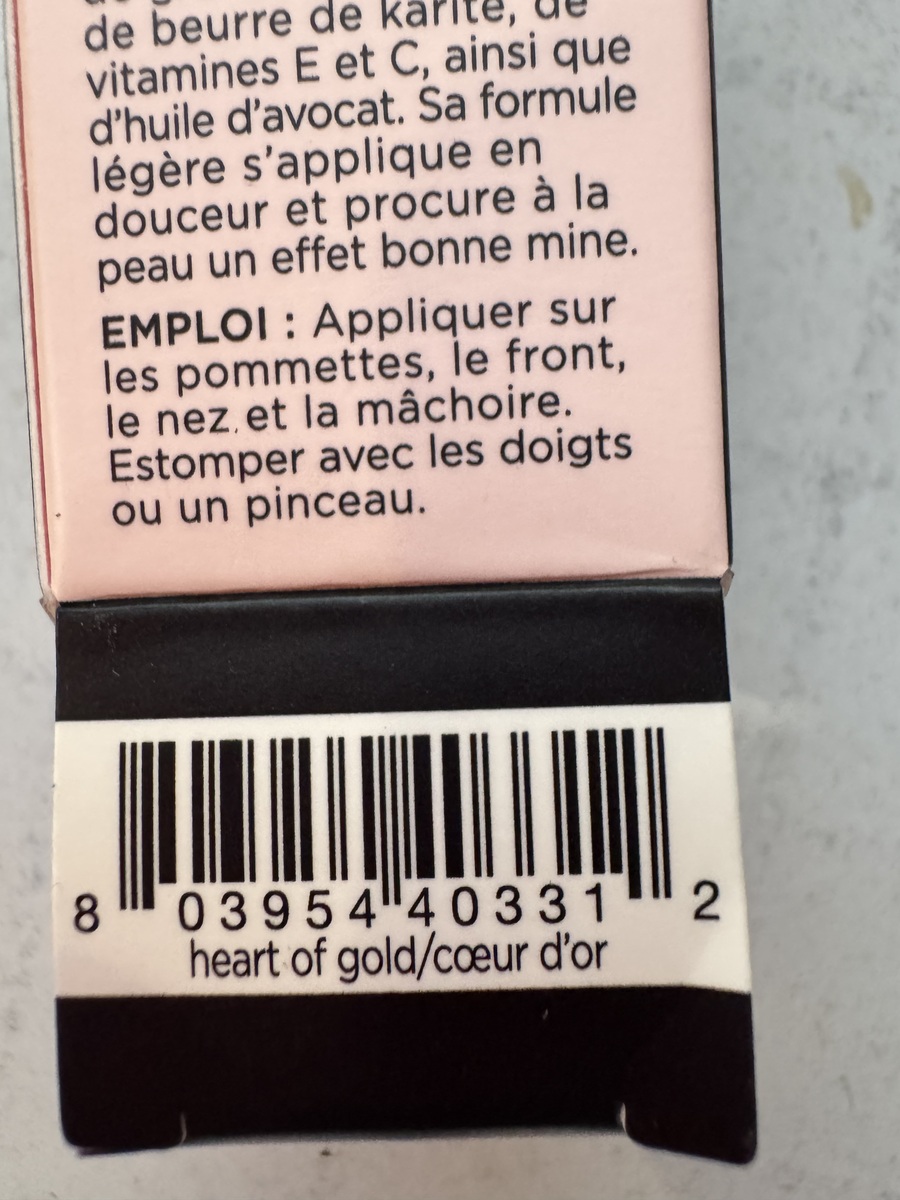 de beurre de karité, de
vitamines E et C, ainsi que
d'huile d'avocat. Sa formule
légère s'applique en
douceur et procure à la
peau un effet bonne mine.
EMPLOI : Appliquer sur
les pommettes, le front,
le nez et la mâchoire.
Estomper avec les doigts
ou un pinceau.
8 03954 40331 2
heart of gold/cœur d'or